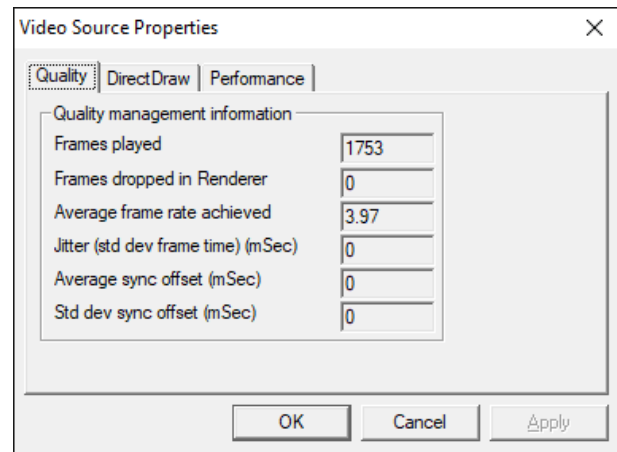 Video Source Properties
Quality DirectDraw Performance
Quality management information
Frames played 1753
Frames dropped in Renderer 0
Average frame rate achieved 3.97
Jitter (std dev frame time) (mSec) 0
Average sync offset (mSec) 0
Std dev sync offset (mSec) 0
OK Cancel Apply